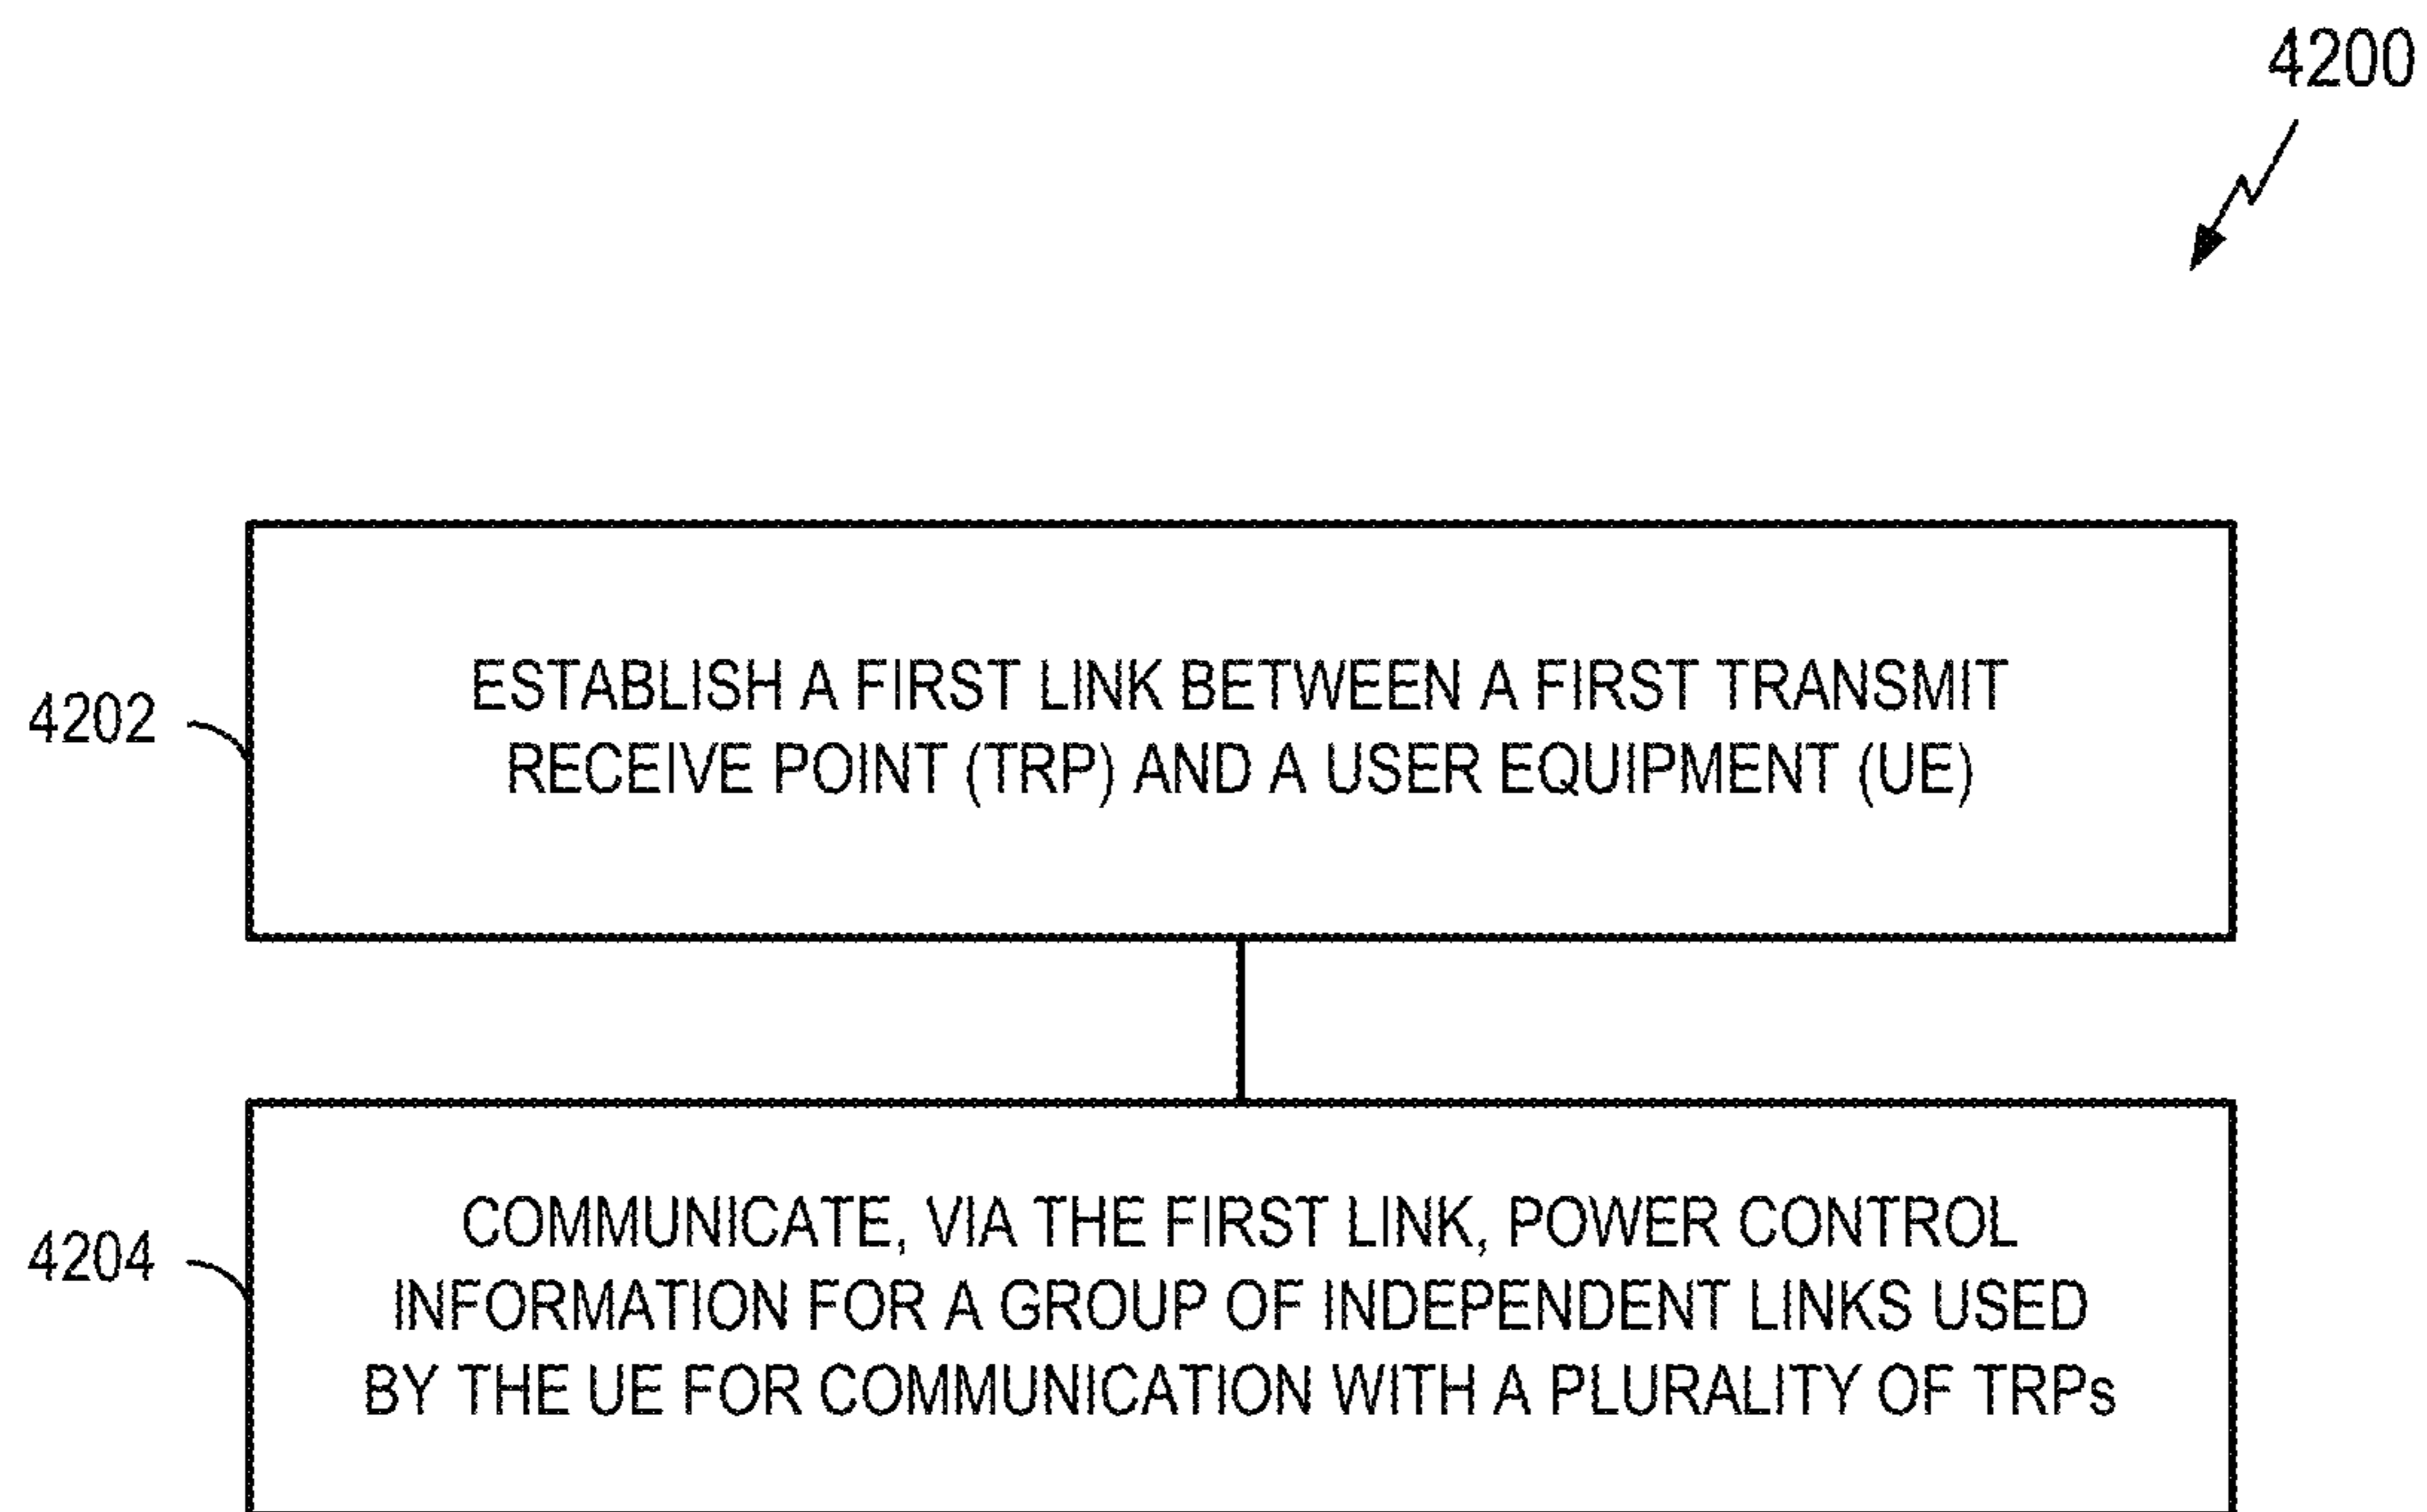 4200
4202
ESTABLISH A FIRST LINK BETWEEN A FIRST TRANSMIT
RECEIVE POINT (TRP) AND A USER EQUIPMENT (UE)
4204
COMMUNICATE, VIA THE FIRST LINK, POWER CONTROL
INFORMATION FOR A GROUP OF INDEPENDENT LINKS USED
BY THE UE FOR COMMUNICATION WITH A PLURALITY OF TRPs